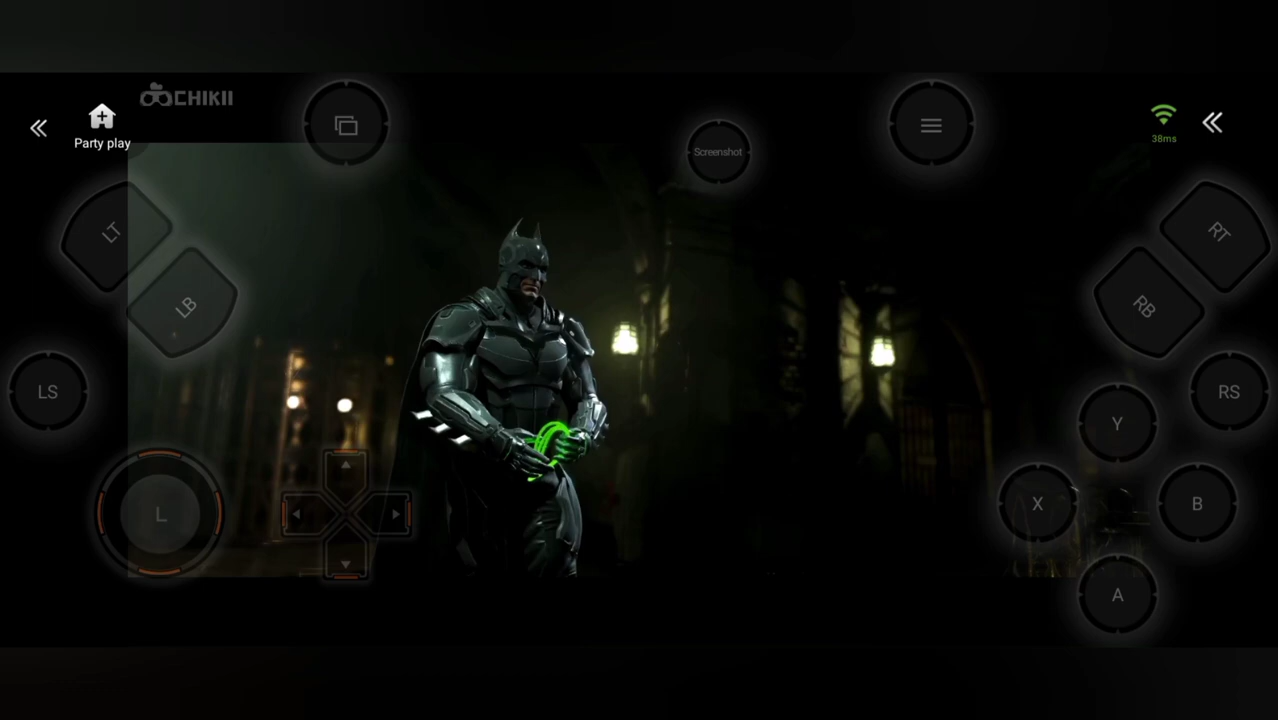 CHIKII
Party play
Screenshot
38ms
LT
RT
LB
RB
LS
RS
Y
L
X
B
A